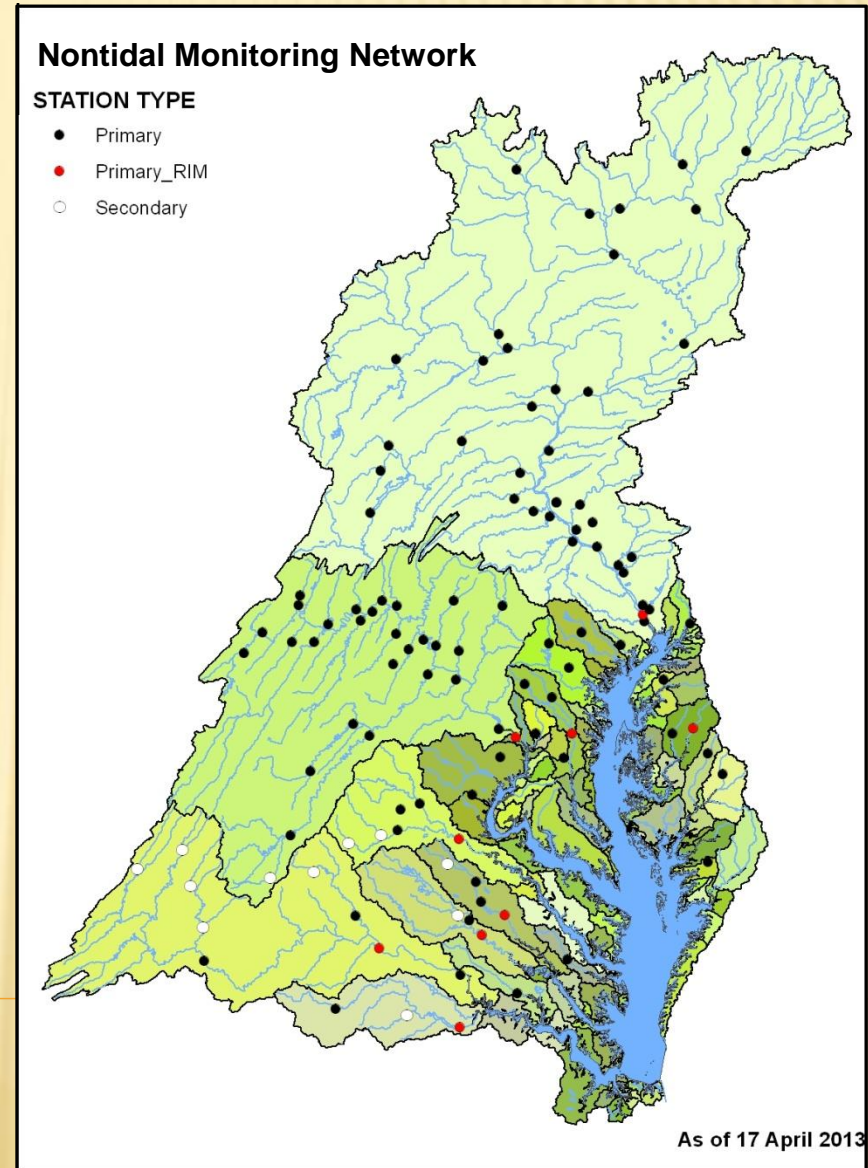 Nontidal Monitoring Network
STATION TYPE
Primary
Primary_RIM
Secondary
As of 17 April 2013